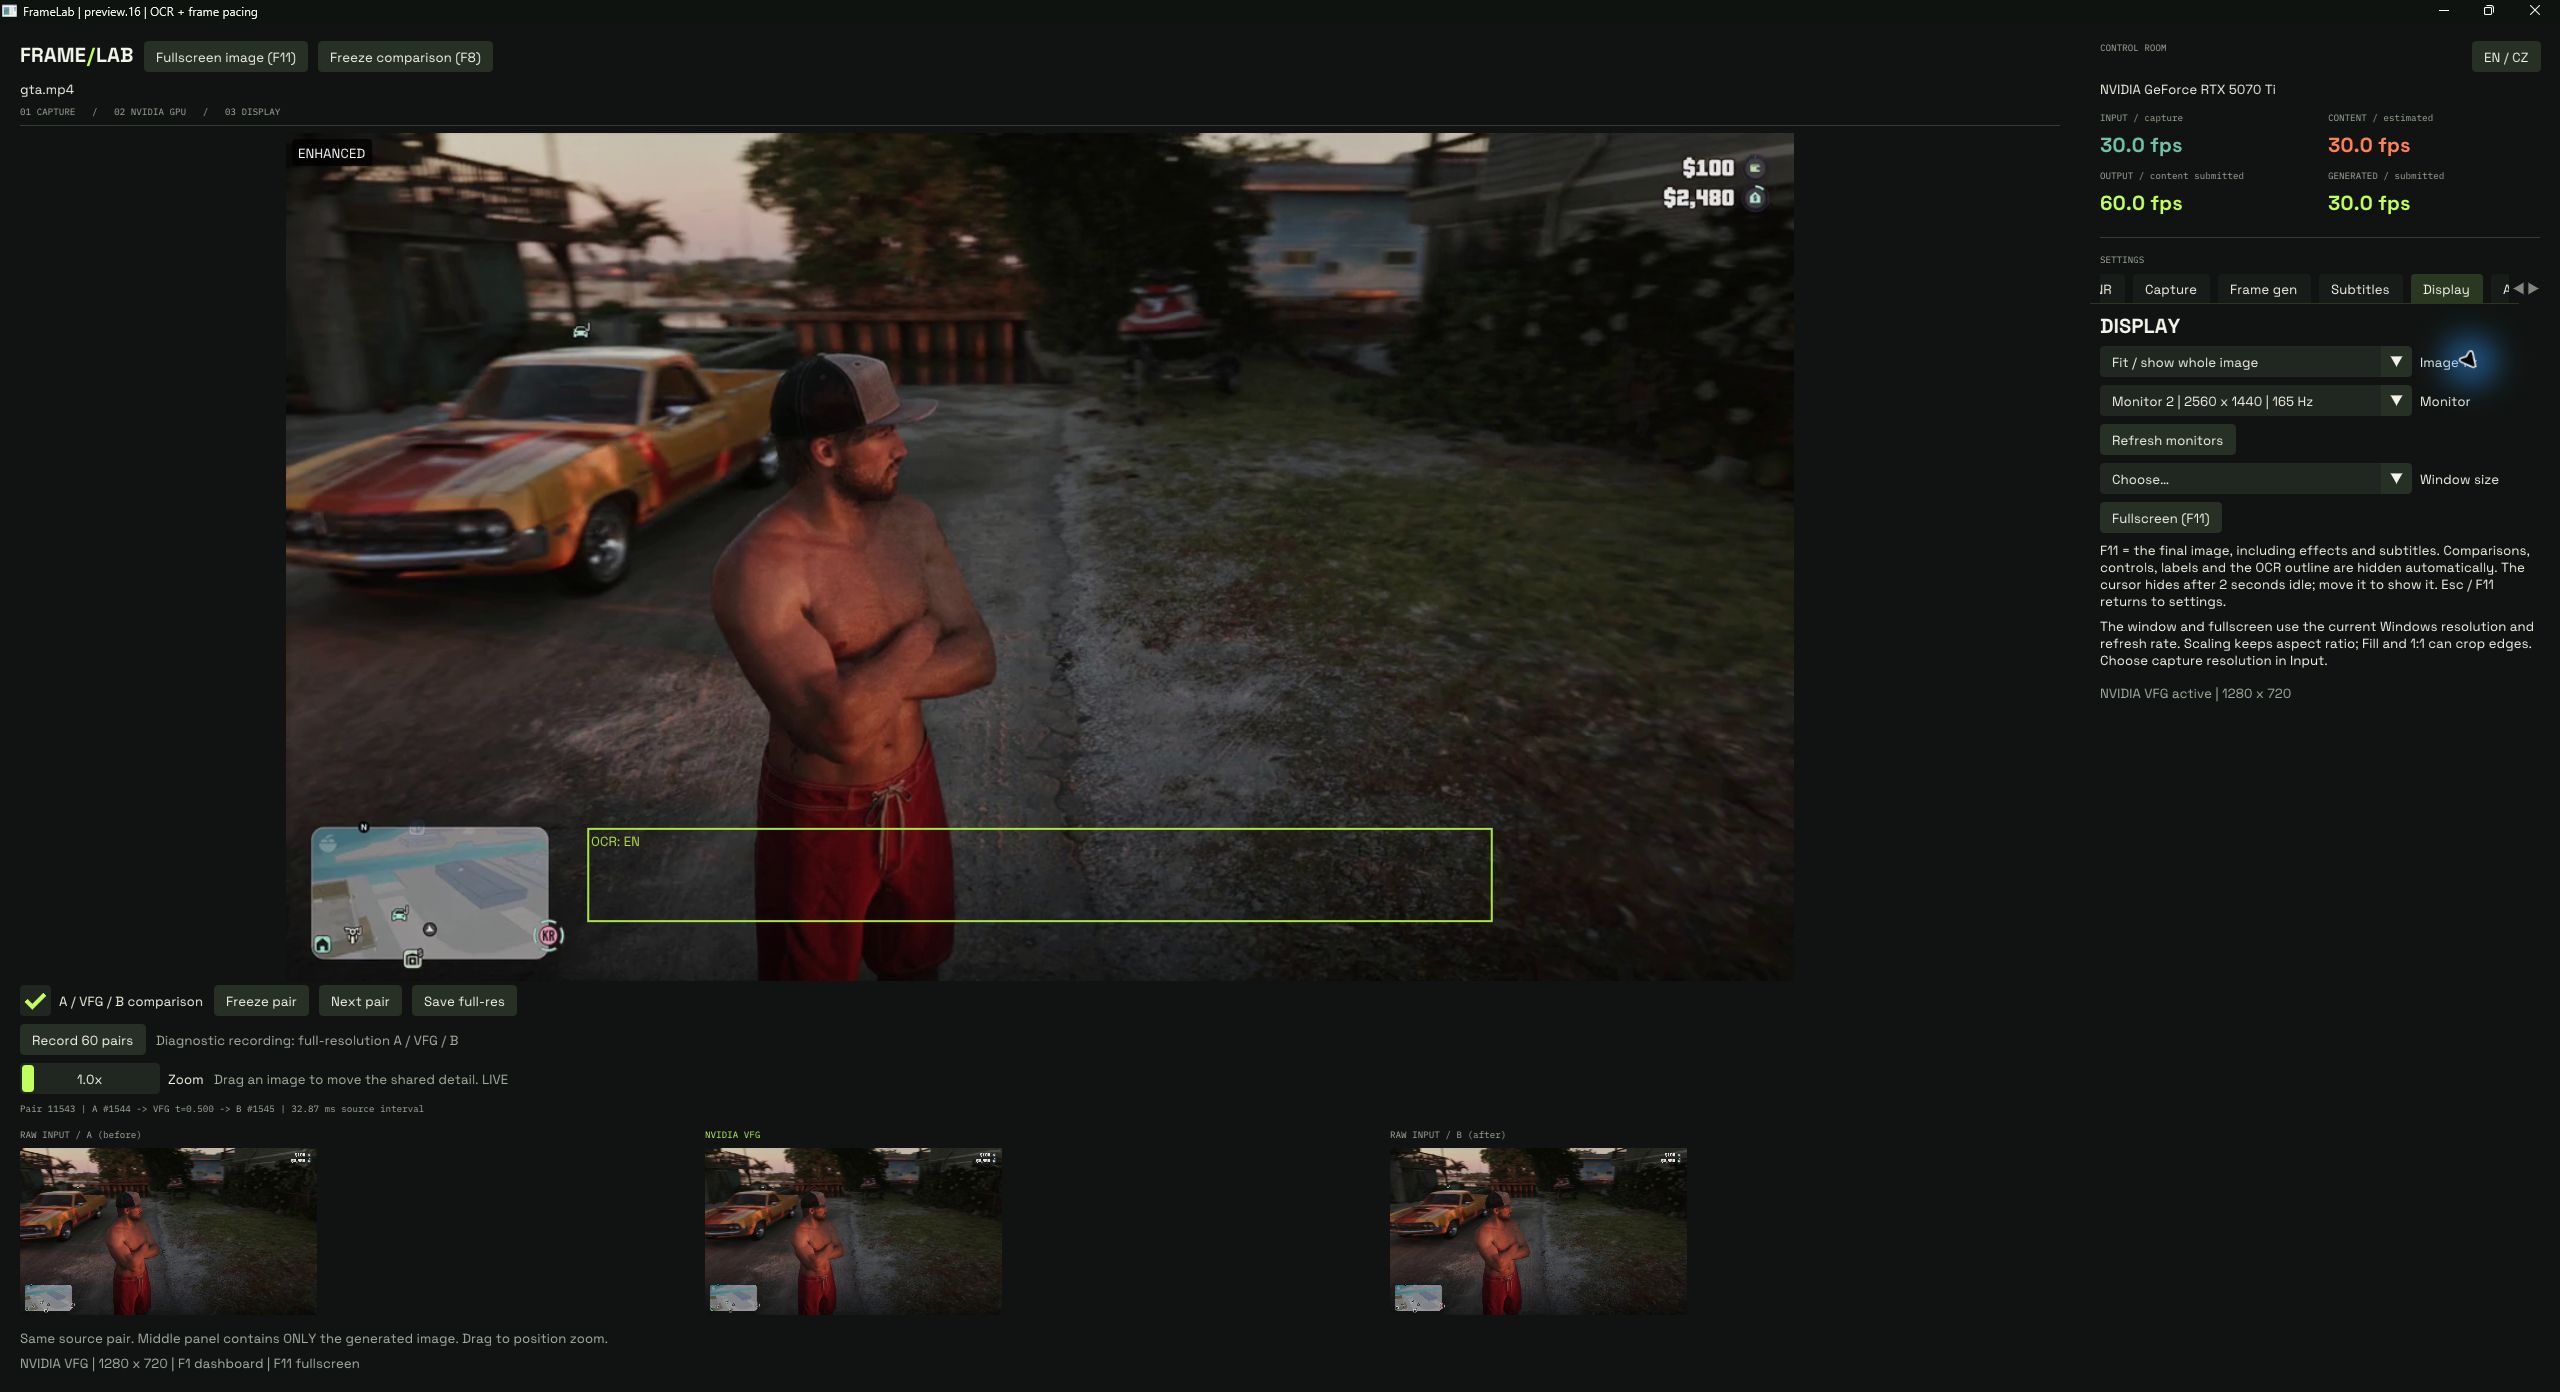 FrameLab | preview.16 | OCR + frame pacing
FRAME/LAB
Fullscreen image (F11)
Freeze comparison (F8)
gta.mp4
01 CAPTURE / 02 NVIDIA GPU / 03 DISPLAY
ENHANCED
$100
$2,480
N
KR
OCR: EN
A / VFG / B comparison
Freeze pair
Next pair
Save full-res
Record 60 pairs
Diagnostic recording: full-resolution A / VFG / B
1.0x
Zoom
Drag an image to move the shared detail. LIVE
Pair 11543 | A #1544 -> VFG t=0.500 -> B #1545 | 32.87 ms source interval
RAW INPUT / A (before)
NVIDIA VFG
RAW INPUT / B (after)
Same source pair. Middle panel contains ONLY the generated image. Drag to position zoom.
NVIDIA VFG | 1280 x 720 | F1 dashboard | F11 fullscreen
CONTROL ROOM
EN / CZ
NVIDIA GeForce RTX 5070 Ti
INPUT / capture
CONTENT / estimated
30.0 fps
30.0 fps
OUTPUT / content submitted
GENERATED / submitted
60.0 fps
30.0 fps
SETTINGS
Capture
Frame gen
Subtitles
Display
DISPLAY
Fit / show whole image
Image
Monitor 2 | 2560 x 1440 | 165 Hz
Monitor
Refresh monitors
Choose...
Window size
Fullscreen (F11)
F11 = the final image, including effects and subtitles. Comparisons,
controls, labels and the OCR outline are hidden automatically. The
cursor hides after 2 seconds idle; move it to show it. Esc / F11
returns to settings.
The window and fullscreen use the current Windows resolution and
refresh rate. Scaling keeps aspect ratio; Fill and 1:1 can crop edges.
Choose capture resolution in Input.
NVIDIA VFG active | 1280 x 720